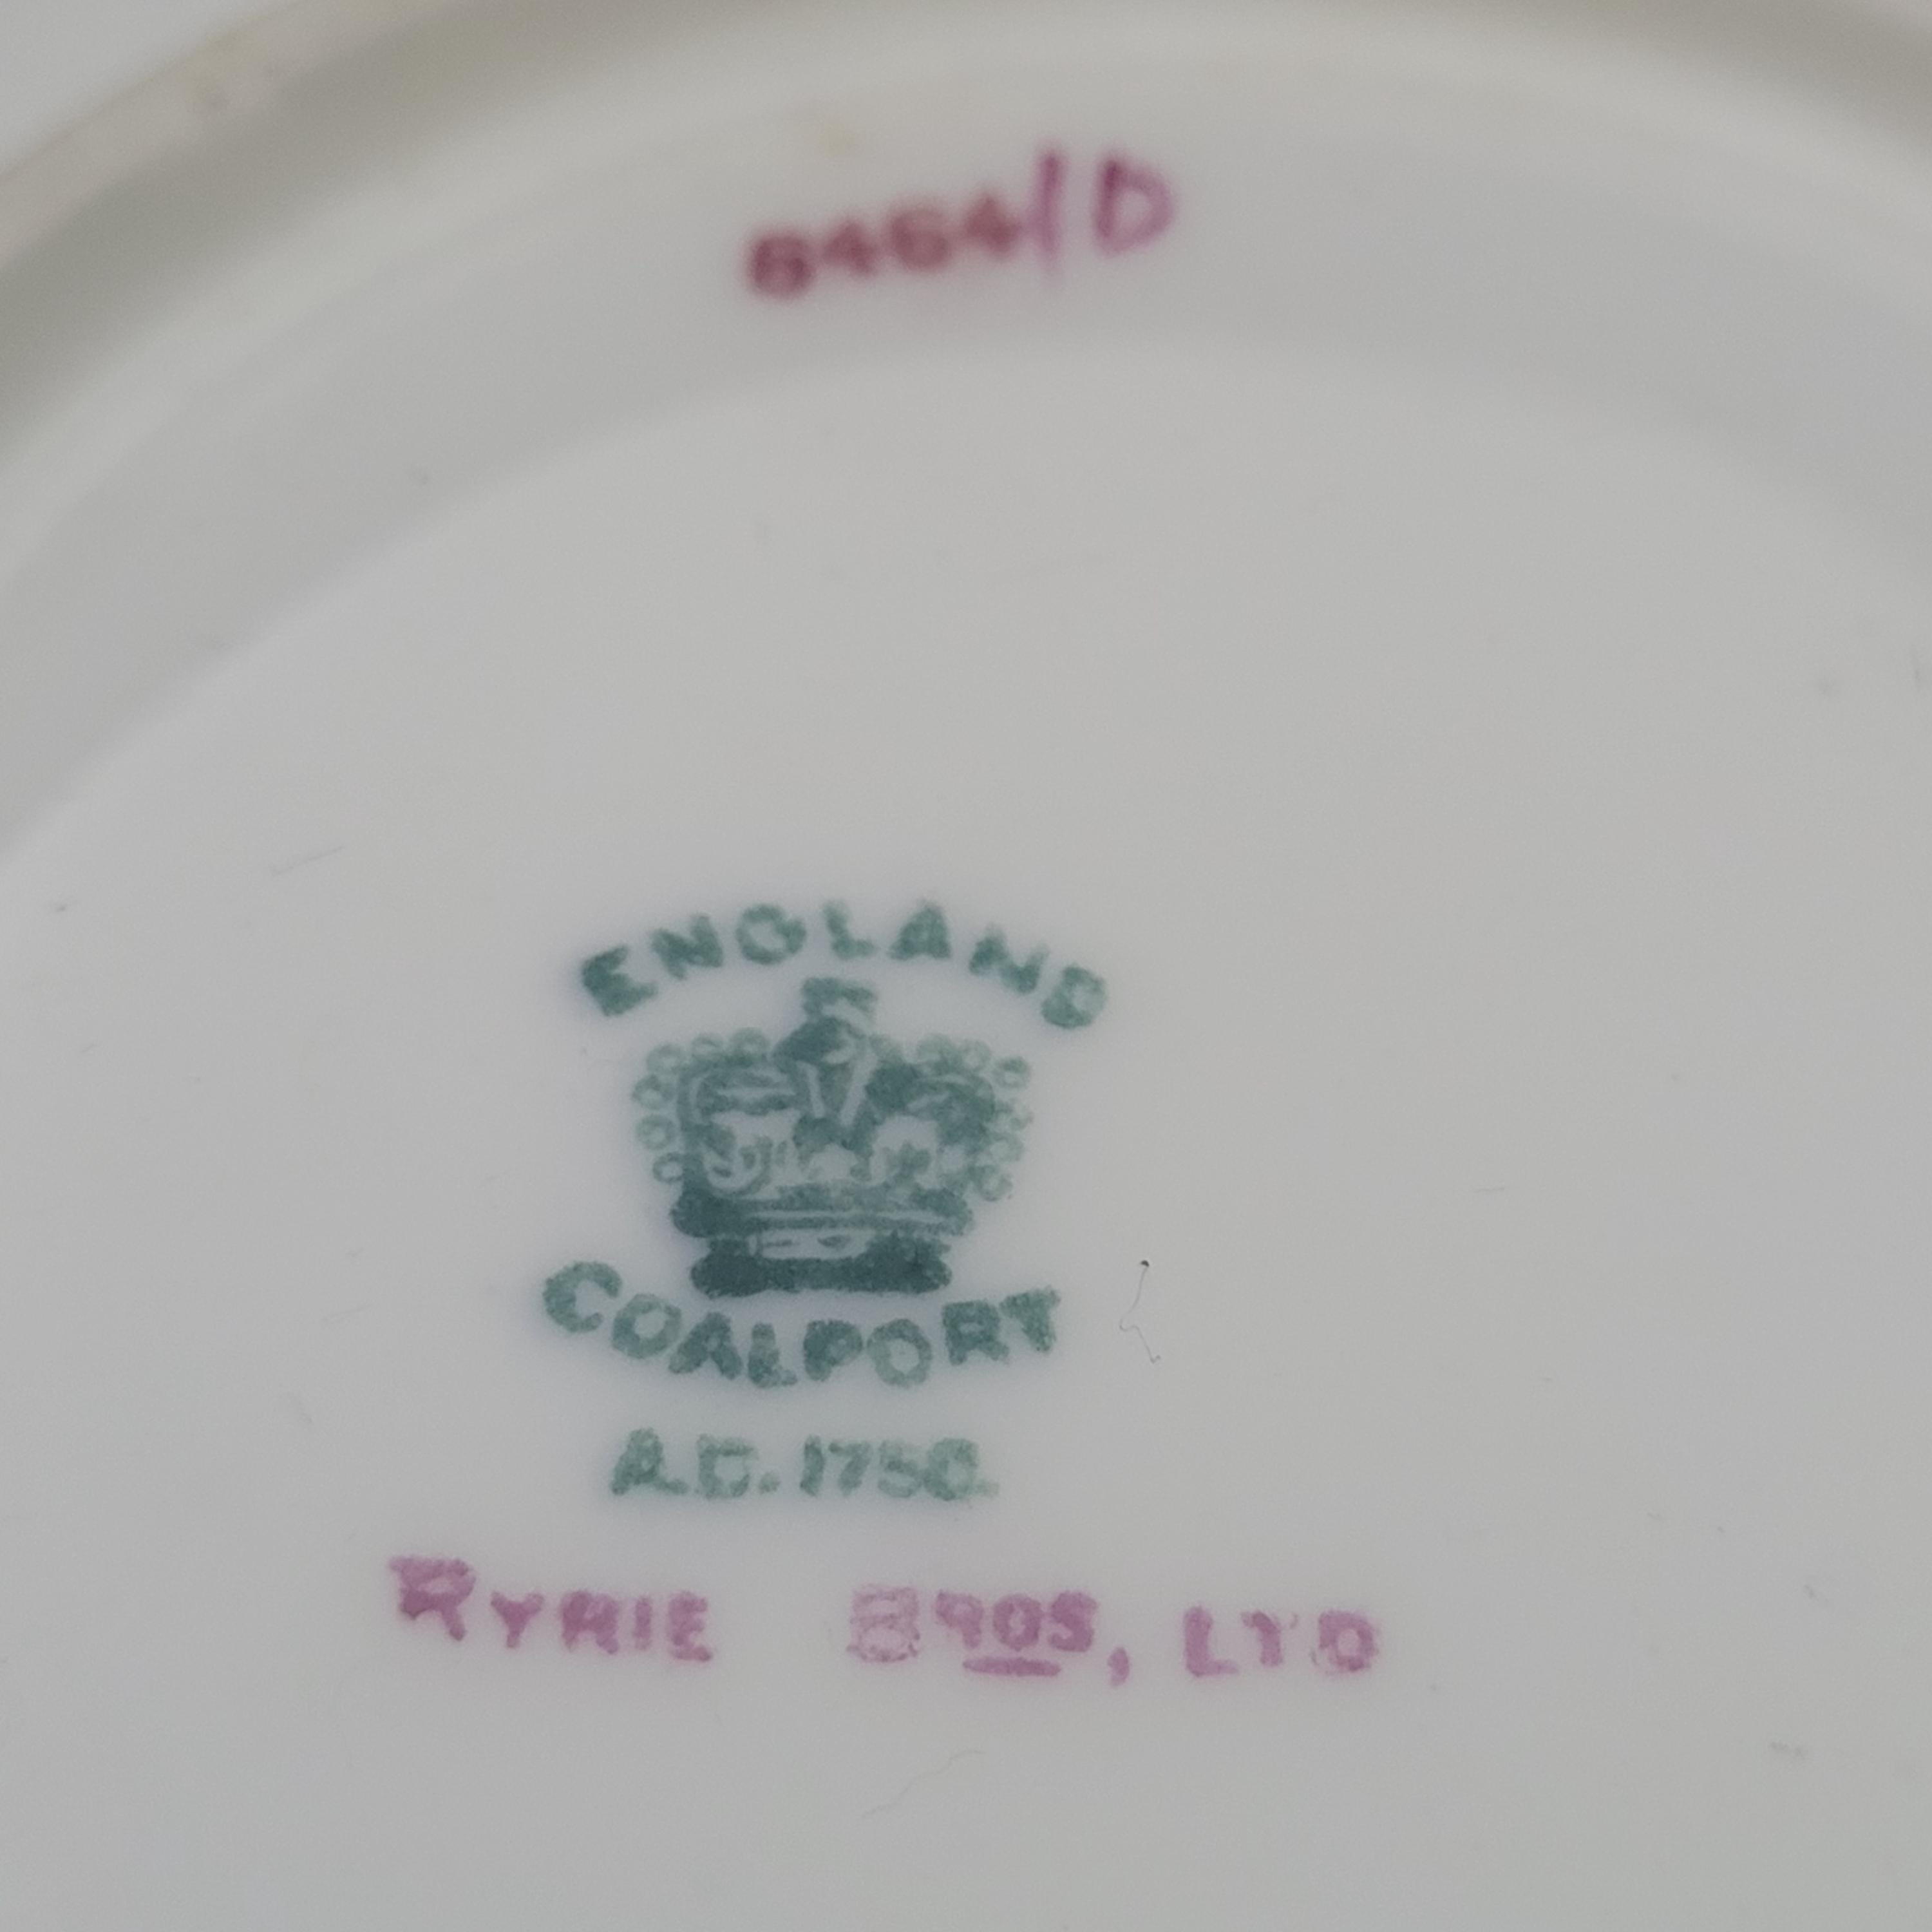 6464/D
ENGLAND
COALPORT
A.D. 1750.
RYRIE BROS, LTD